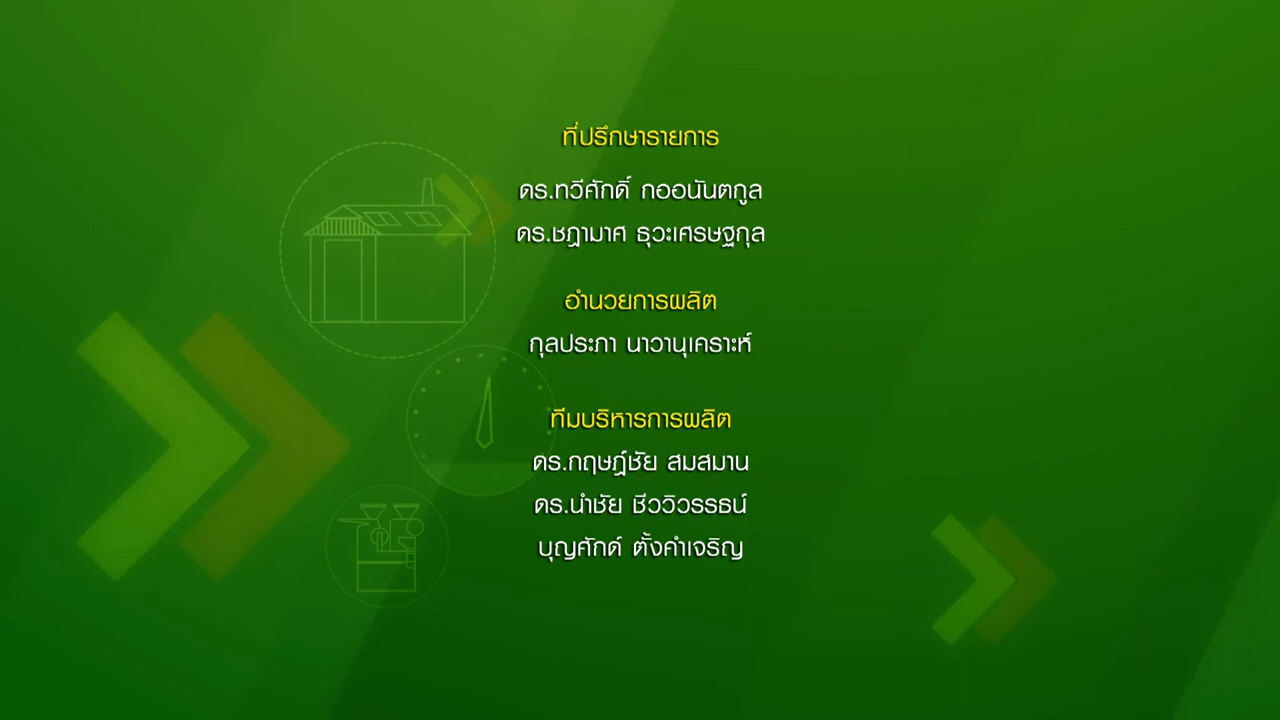 ที่ปรึกษารายการ
ดร.ทวีศักดิ์ กออนันตกูล
ดร.ชฎามาศ ธุวะเศรษฐกุล
อำนวยการผลิต
กุลประภา นาวานุเคราะห์
ทีมบริหารการผลิต
ดร.กฤษฎ์ชัย สมสมาน
ดร.นำชัย ชีววิวรรธน์
บุญศักด์ ตั้งคำเจริญ